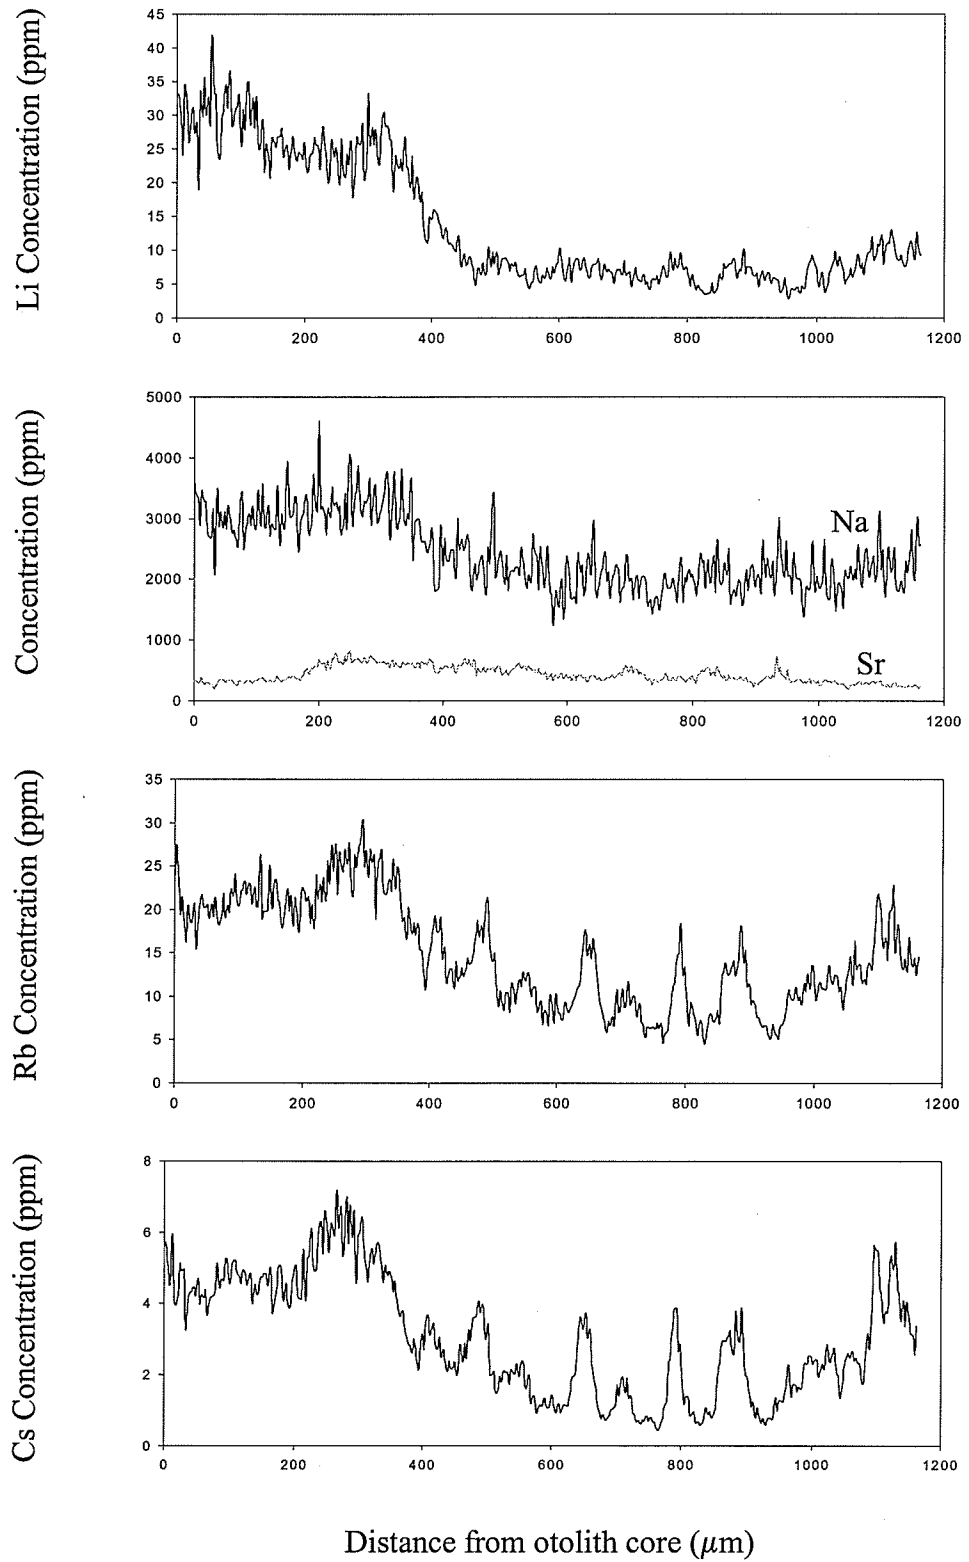 Li Concentration (ppm)
45
40
35
30
25
20
15
10
5
0
0 200 400 600 800 1000 1200
Concentration (ppm)
5000
4000
3000
2000
1000
0
Na
Sr
0 200 400 600 800 1000 1200
Rb Concentration (ppm)
35
30
25
20
15
10
5
0
0 200 400 600 800 1000 1200
Cs Concentration (ppm)
8
6
4
2
0
0 200 400 600 800 1000 1200
Distance from otolith core (μm)